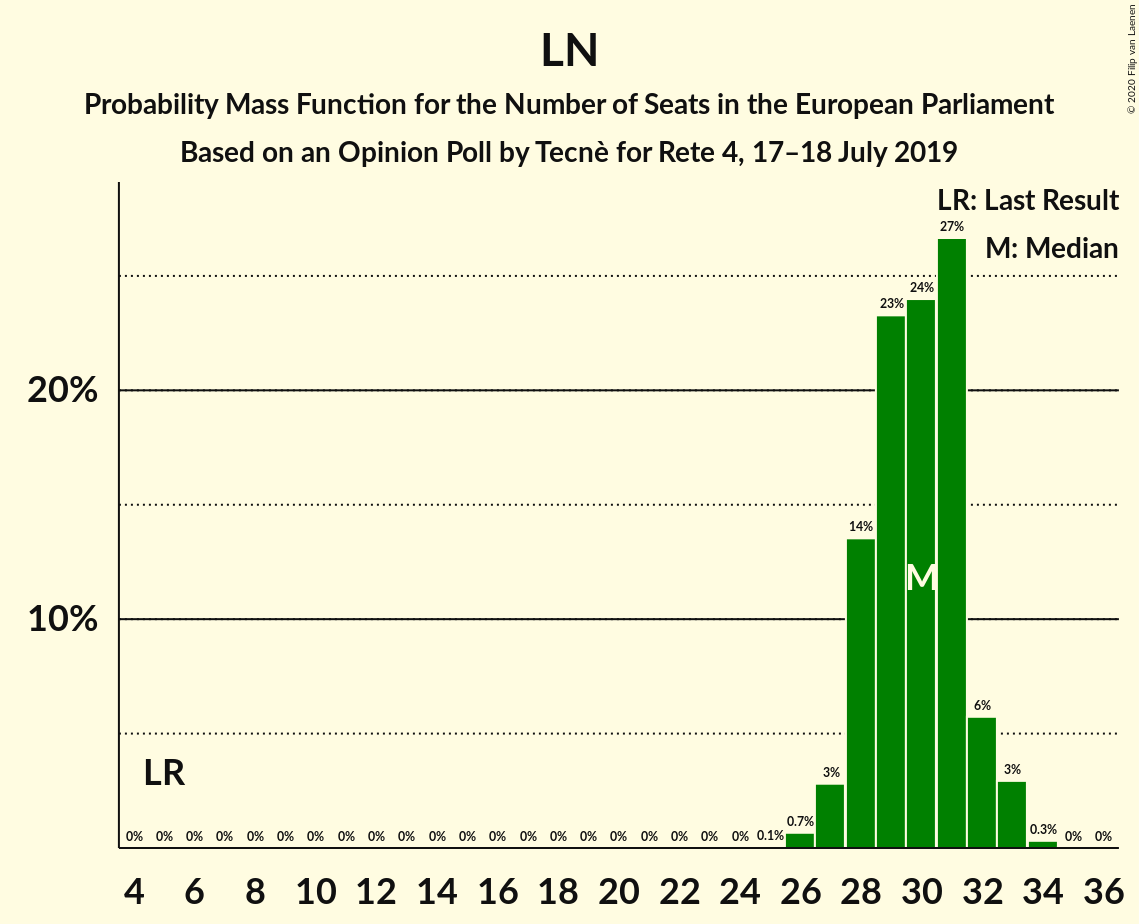 LN
Probability Mass Function for the Number of Seats in the European Parliament
Based on an Opinion Poll by Tecnè for Rete 4, 17–18 July 2019
© 2020 Filip van Laenen
LR: Last Result
M: Median
27%
24%
23%
20%
14%
M
10%
6%
LR
3%
3%
0% 0% 0% 0% 0% 0% 0% 0% 0% 0% 0% 0% 0% 0% 0% 0% 0% 0% 0% 0% 0% 0.1% 0.7% 0.3% 0% 0%
4 6 8 10 12 14 16 18 20 22 24 26 28 30 32 34 36